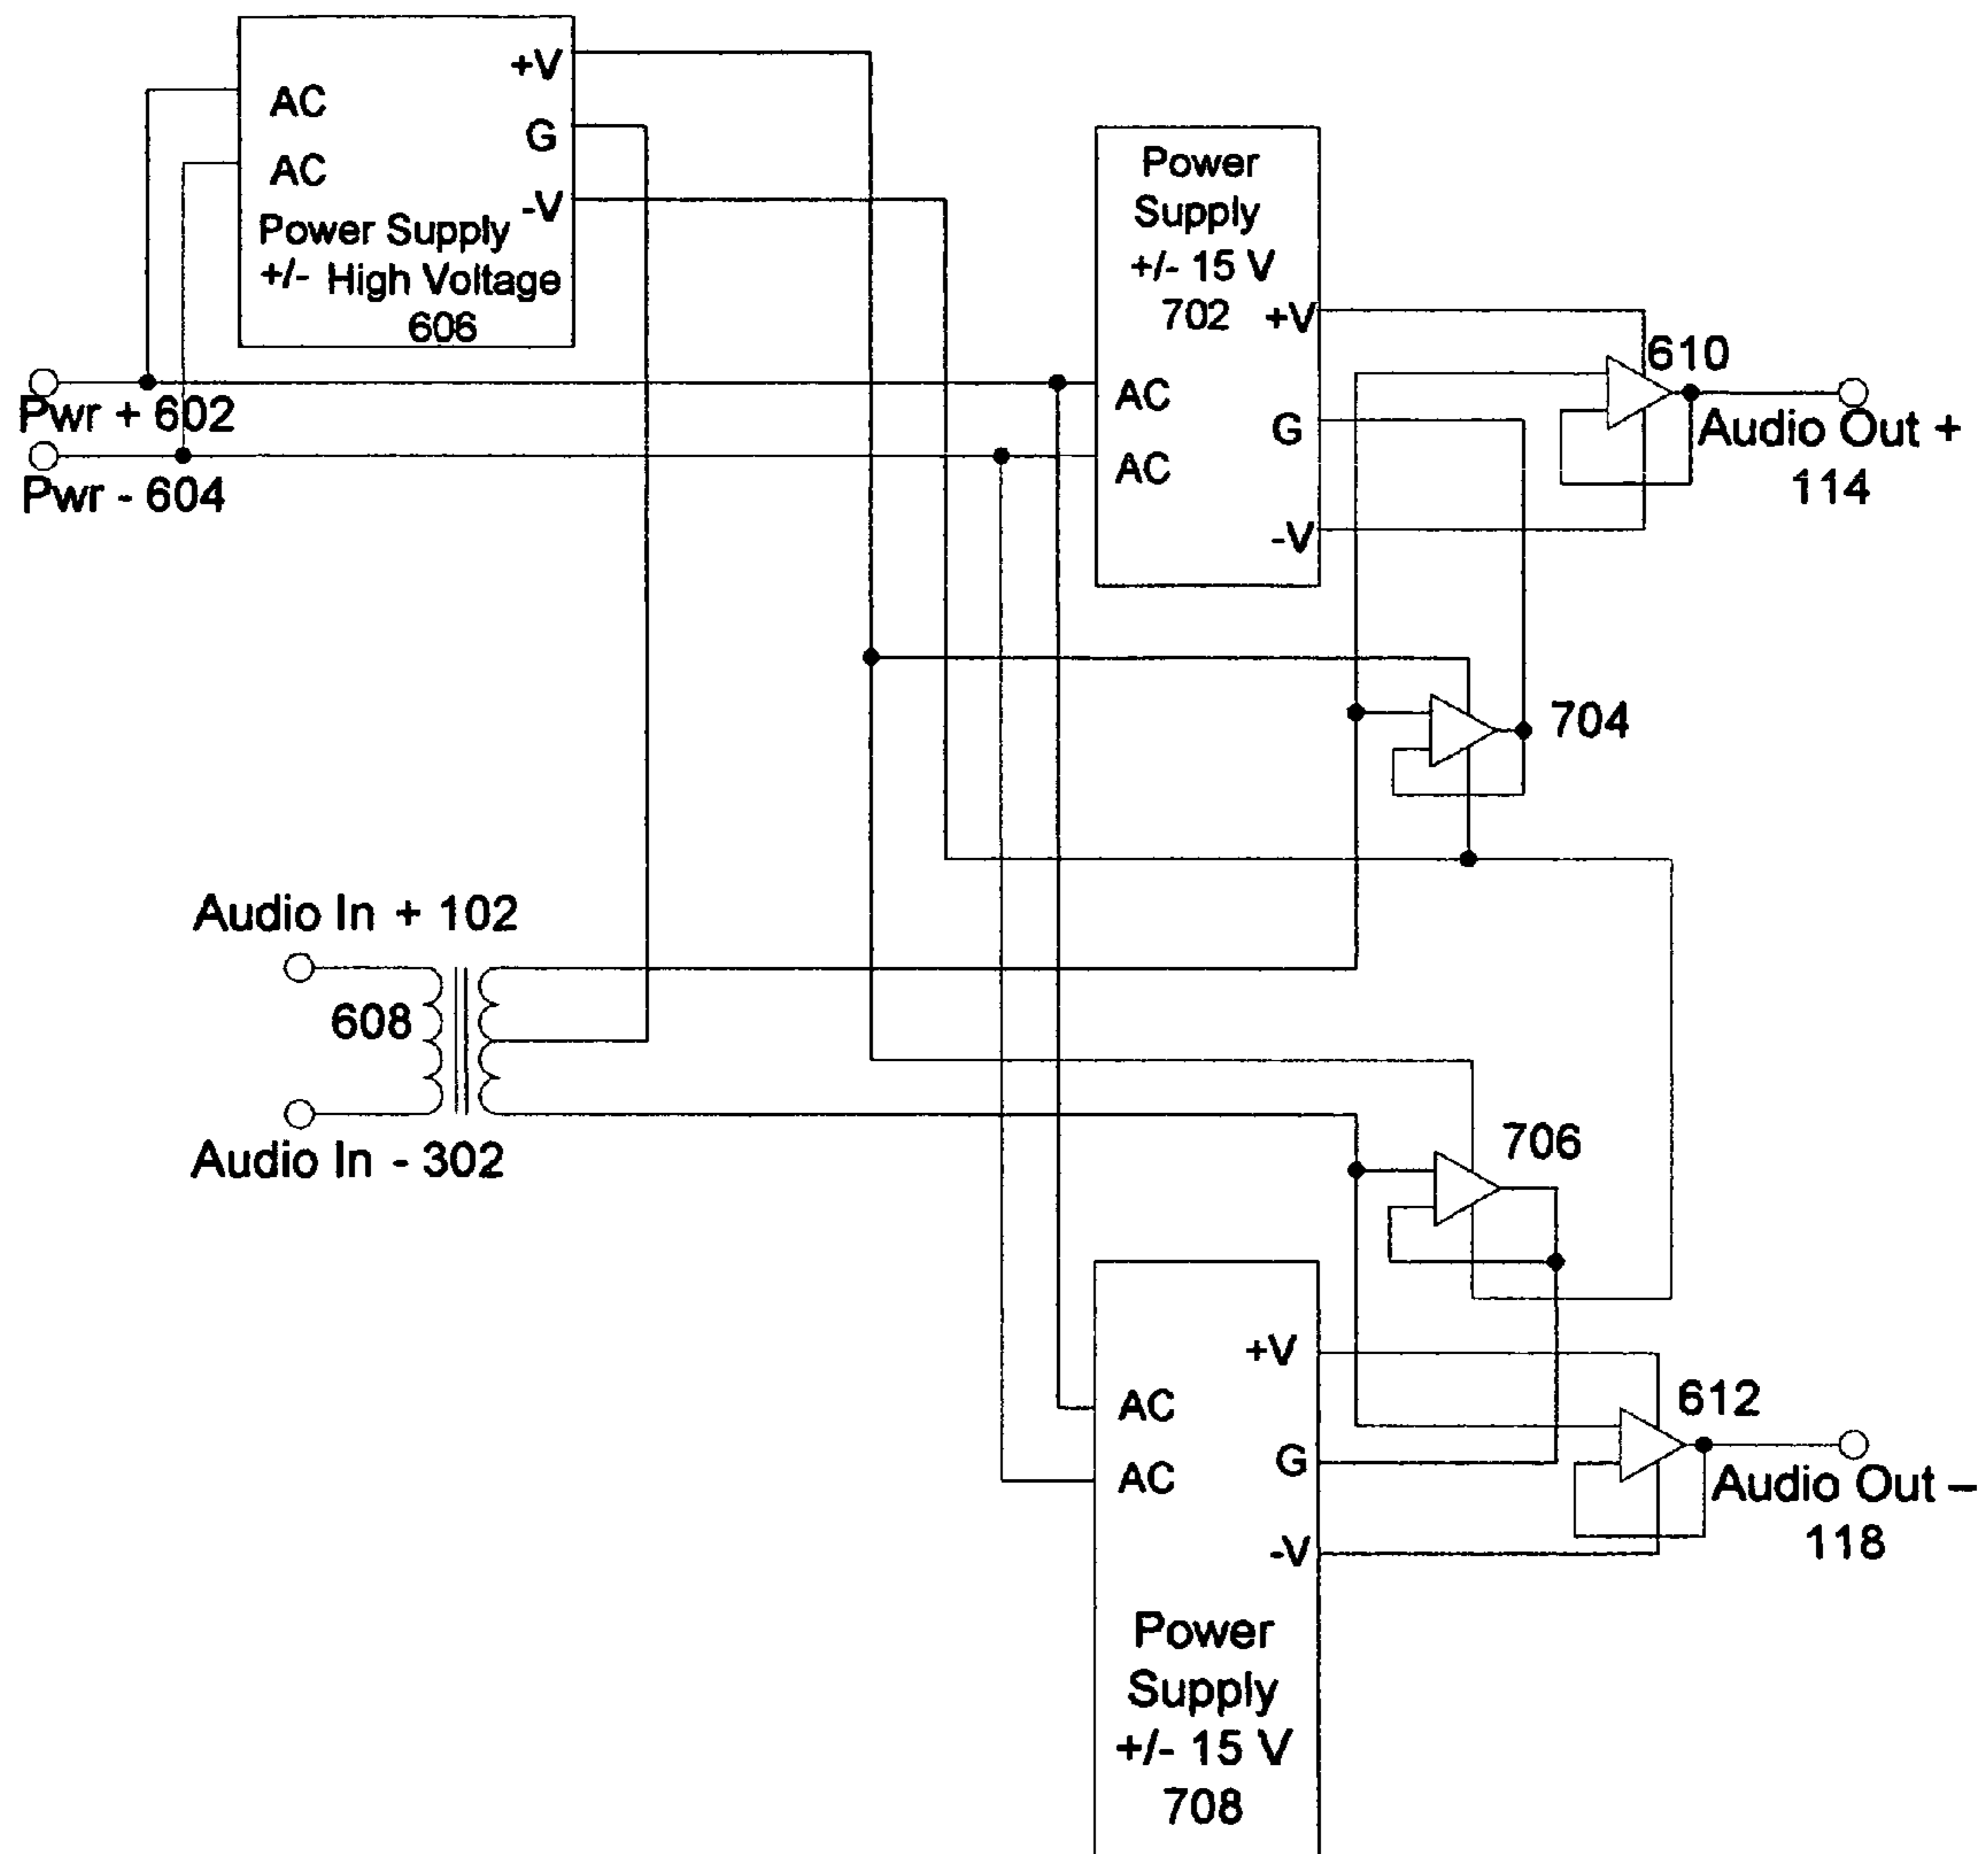 +V
AC
G
AC
-V
Power Supply
+/- High Voltage
606
Power
Supply
+/- 15 V
702
+V
610
AC
Pwr + 602
G
Audio Out +
AC
114
Pwr - 604
-V
704
Audio In + 102
608
706
Audio In - 302
+V
612
AC
G
AC
Audio Out –
118
-V
Power
Supply
+/- 15 V
708